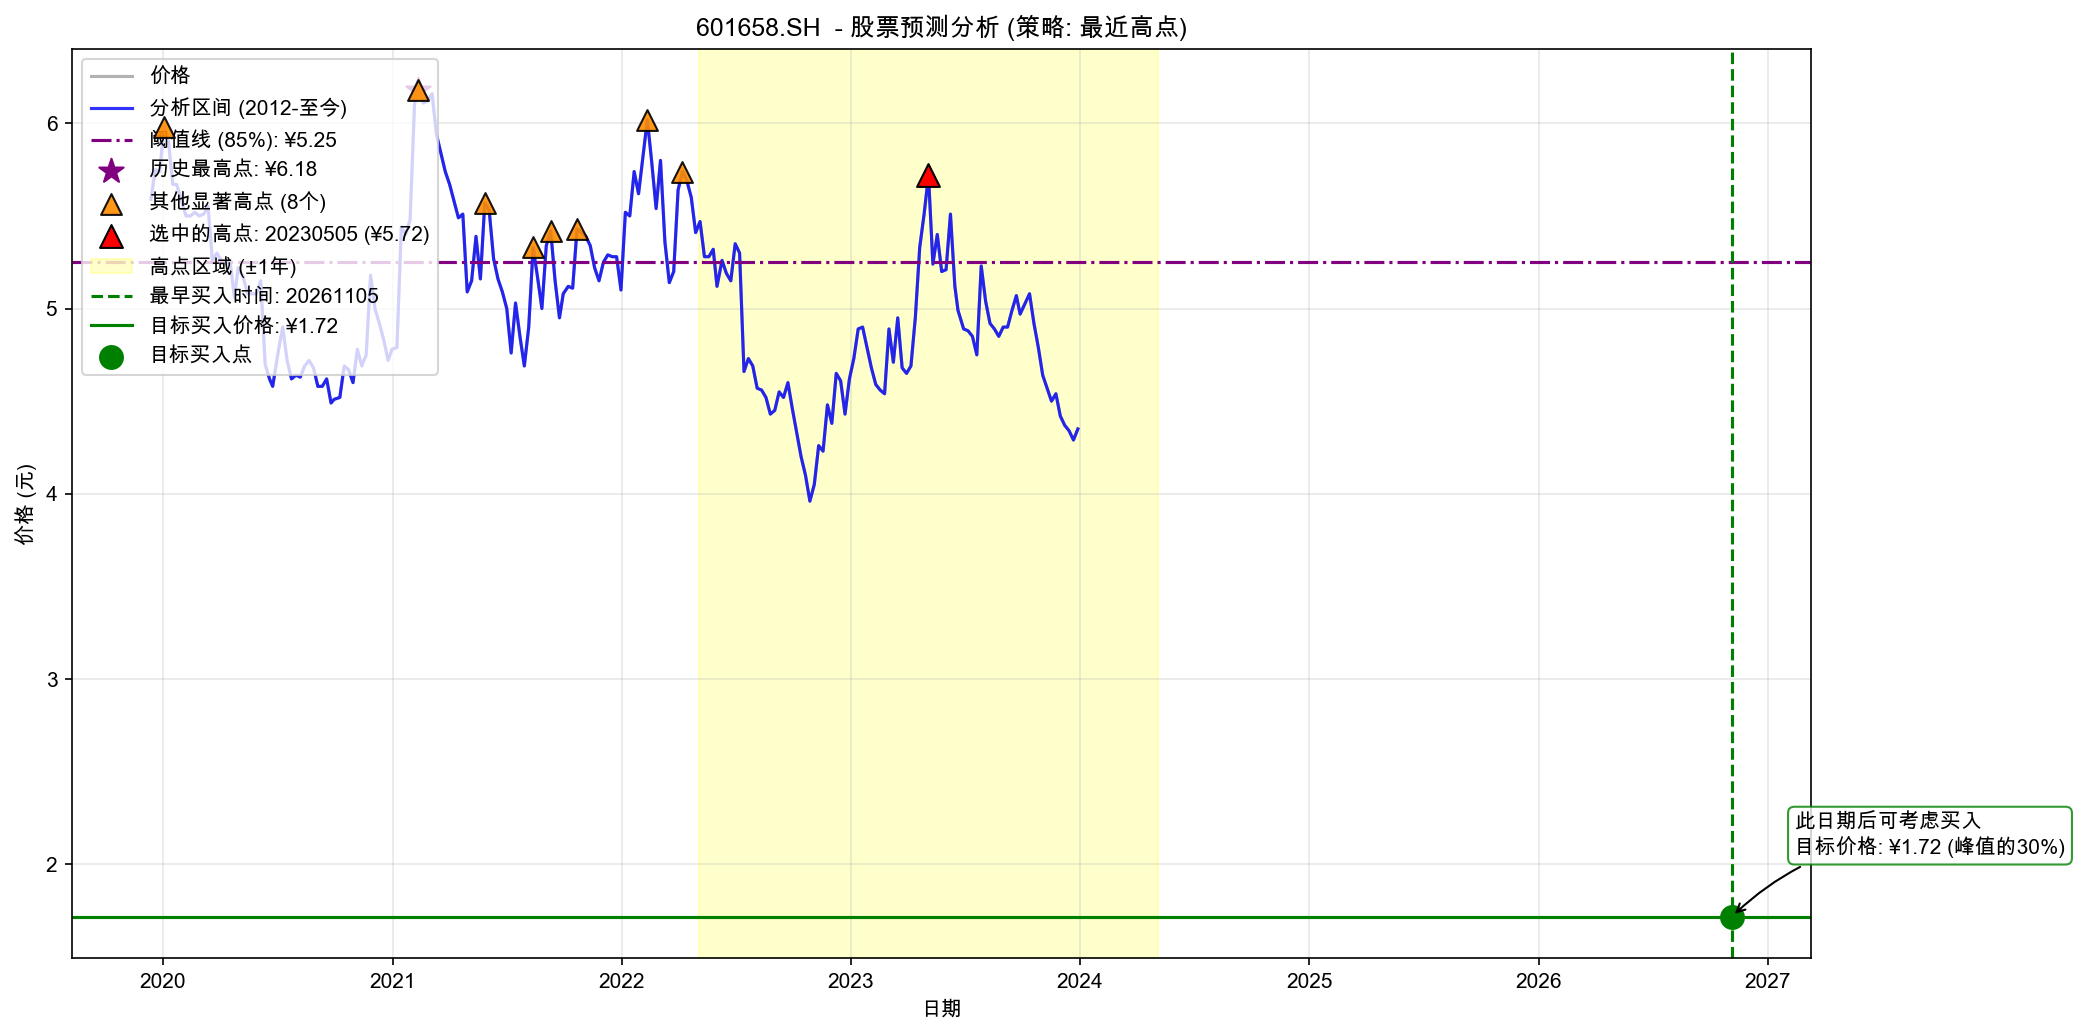 601658.SH - 股票预测分析 (策略: 最近高点)
价格
分析区间 (2012-至今)
阈值线 (85%): ¥5.25
历史最高点: ¥6.18
其他显著高点 (8个)
选中的高点: 20230505 (¥5.72)
高点区域 (±1年)
最早买入时间: 20261105
目标买入价格: ¥1.72
目标买入点
价格 (元)
6
5
4
3
2
此日期后可考虑买入
目标价格: ¥1.72 (峰值的30%)
2020
2021
2022
2023
2024
2025
2026
2027
日期